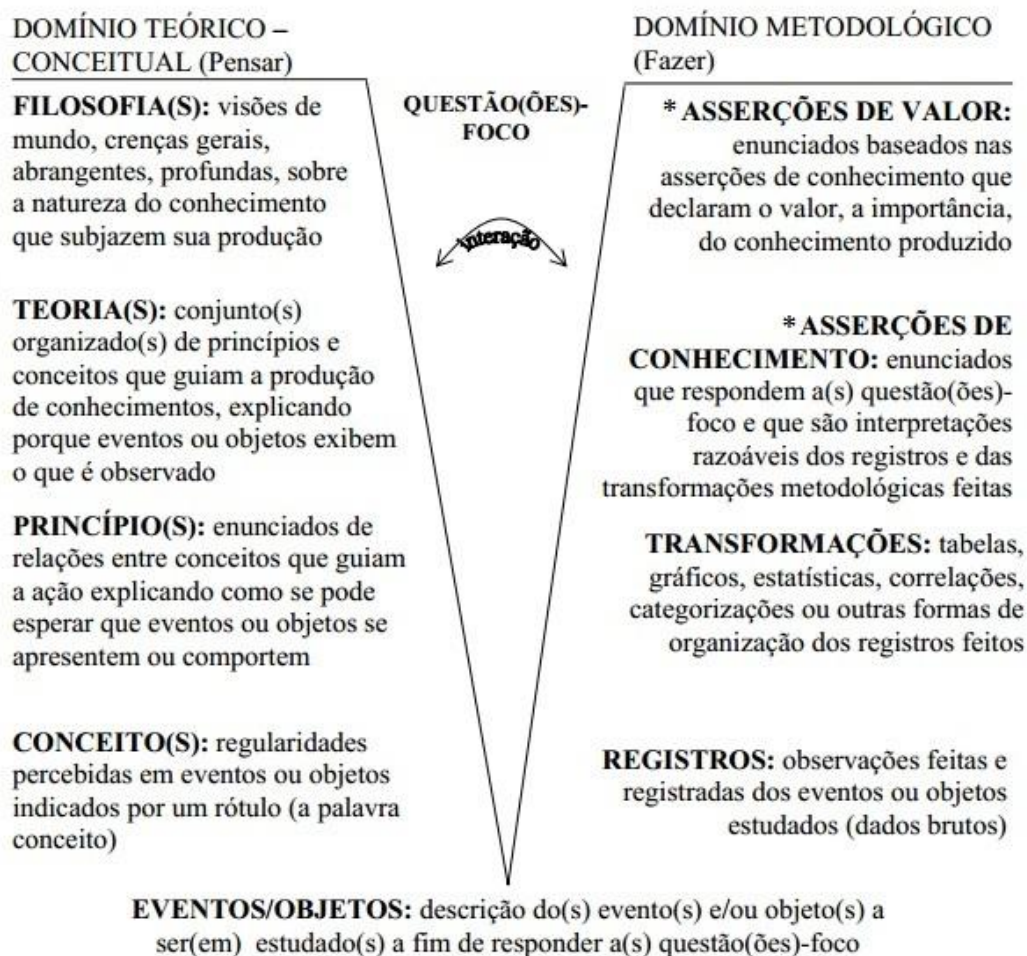 DOMÍNIO TEÓRICO –
CONCEITUAL (Pensar)
FILOSOFIA(S): visões de
mundo, crenças gerais,
abrangentes, profundas, sobre
a natureza do conhecimento
que subjazem sua produção
TEORIA(S): conjunto(s)
organizado(s) de princípios e
conceitos que guiam a produção
de conhecimentos, explicando
porque eventos ou objetos exibem
o que é observado
PRINCÍPIO(S): enunciados de
relações entre conceitos que guiam
a ação explicando como se pode
esperar que eventos ou objetos se
apresentem ou comportem
CONCEITO(S): regularidades
percebidas em eventos ou objetos
indicados por um rótulo (a palavra
conceito)
QUESTÃO(ÕES)-
FOCO
interação
DOMÍNIO METODOLÓGICO
(Fazer)
* ASSERÇÕES DE VALOR:
enunciados baseados nas
asserções de conhecimento que
declaram o valor, a importância,
do conhecimento produzido
* ASSERÇÕES DE
CONHECIMENTO: enunciados
que respondem a(s) questão(ões)-
foco e que são interpretações
razoáveis dos registros e das
transformações metodológicas feitas
TRANSFORMAÇÕES: tabelas,
gráficos, estatísticas, correlações,
categorizações ou outras formas de
organização dos registros feitos
REGISTROS: observações feitas e
registradas dos eventos ou objetos
estudados (dados brutos)
EVENTOS/OBJETOS: descrição do(s) evento(s) e/ou objeto(s) a
ser(em) estudado(s) a fim de responder a(s) questão(ões)-foco